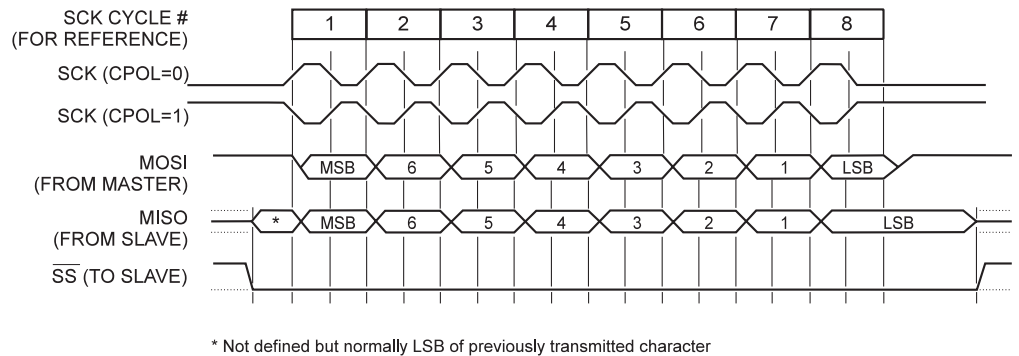 SCK CYCLE #
(FOR REFERENCE)
1 2 3 4 5 6 7 8
SCK (CPOL=0)
SCK (CPOL=1)
MOSI
(FROM MASTER)
MSB 6 5 4 3 2 1 LSB
MISO
(FROM SLAVE)
* MSB 6 5 4 3 2 1 LSB
SS (TO SLAVE)
* Not defined but normally LSB of previously transmitted character